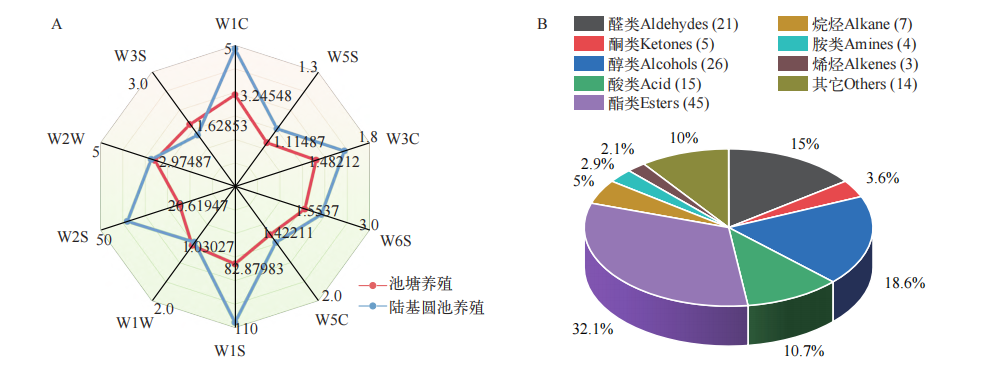 A
W1C
5
W5S
1.3
W3C
1.8
W6S
3.0
W5C
2.0
W1S
110
W1W
2.0
W2S
50
W2W
5
W3S
3.0
3.24548
1.11487
1.48212
1.5537
1.42211
82.87983
1.03027
20.61947
2.97487
1.62853
池塘养殖
陆基圆池养殖
B
醛类Aldehydes (21)
酮类Ketones (5)
醇类Alcohols (26)
酸类Acid (15)
酯类Esters (45)
烷烃Alkane (7)
胺类Amines (4)
烯烃Alkenes (3)
其它Others (14)
15%
3.6%
18.6%
10.7%
32.1%
5%
2.9%
2.1%
10%